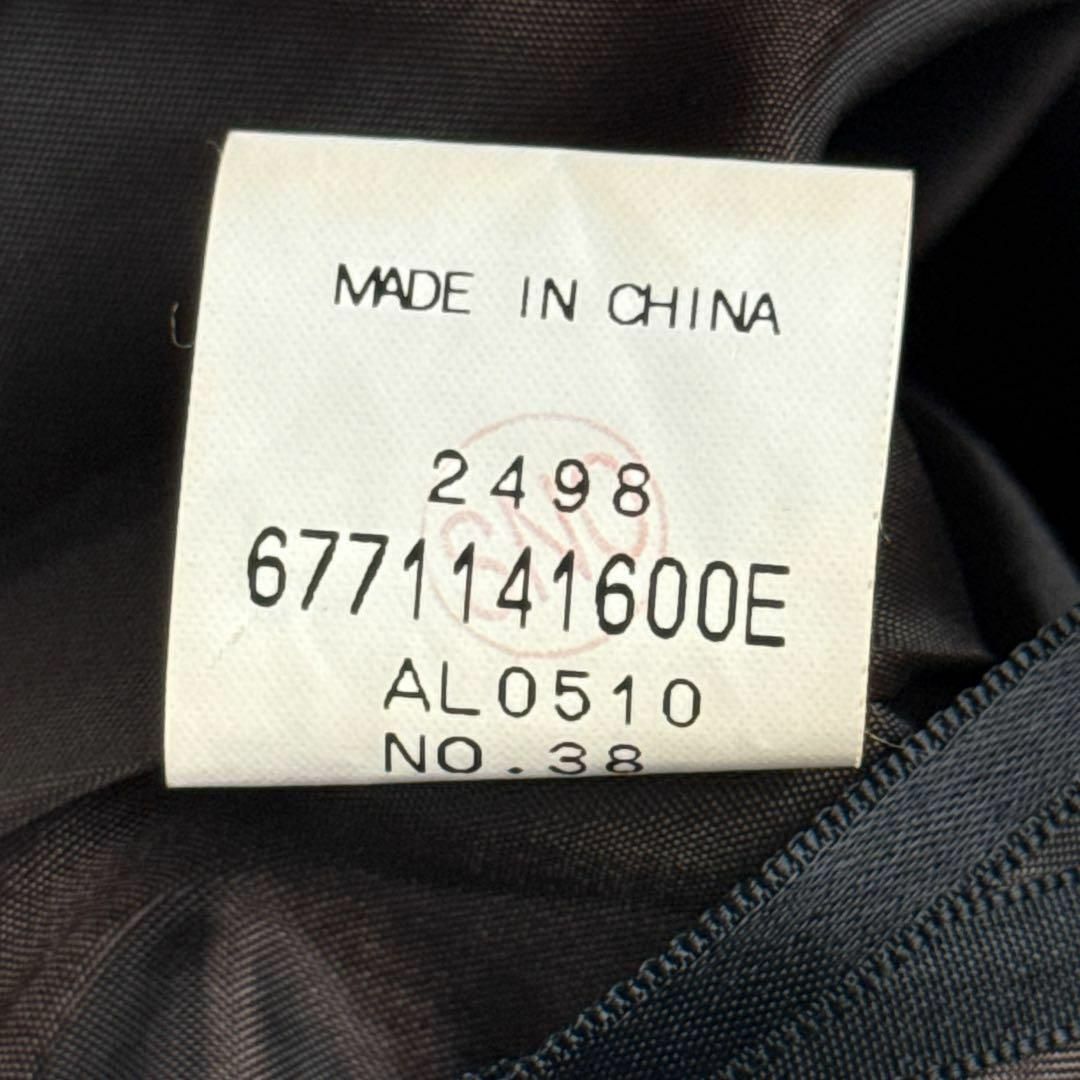 MADE IN CHINA
2498
6771141600E
AL0510
NO.38